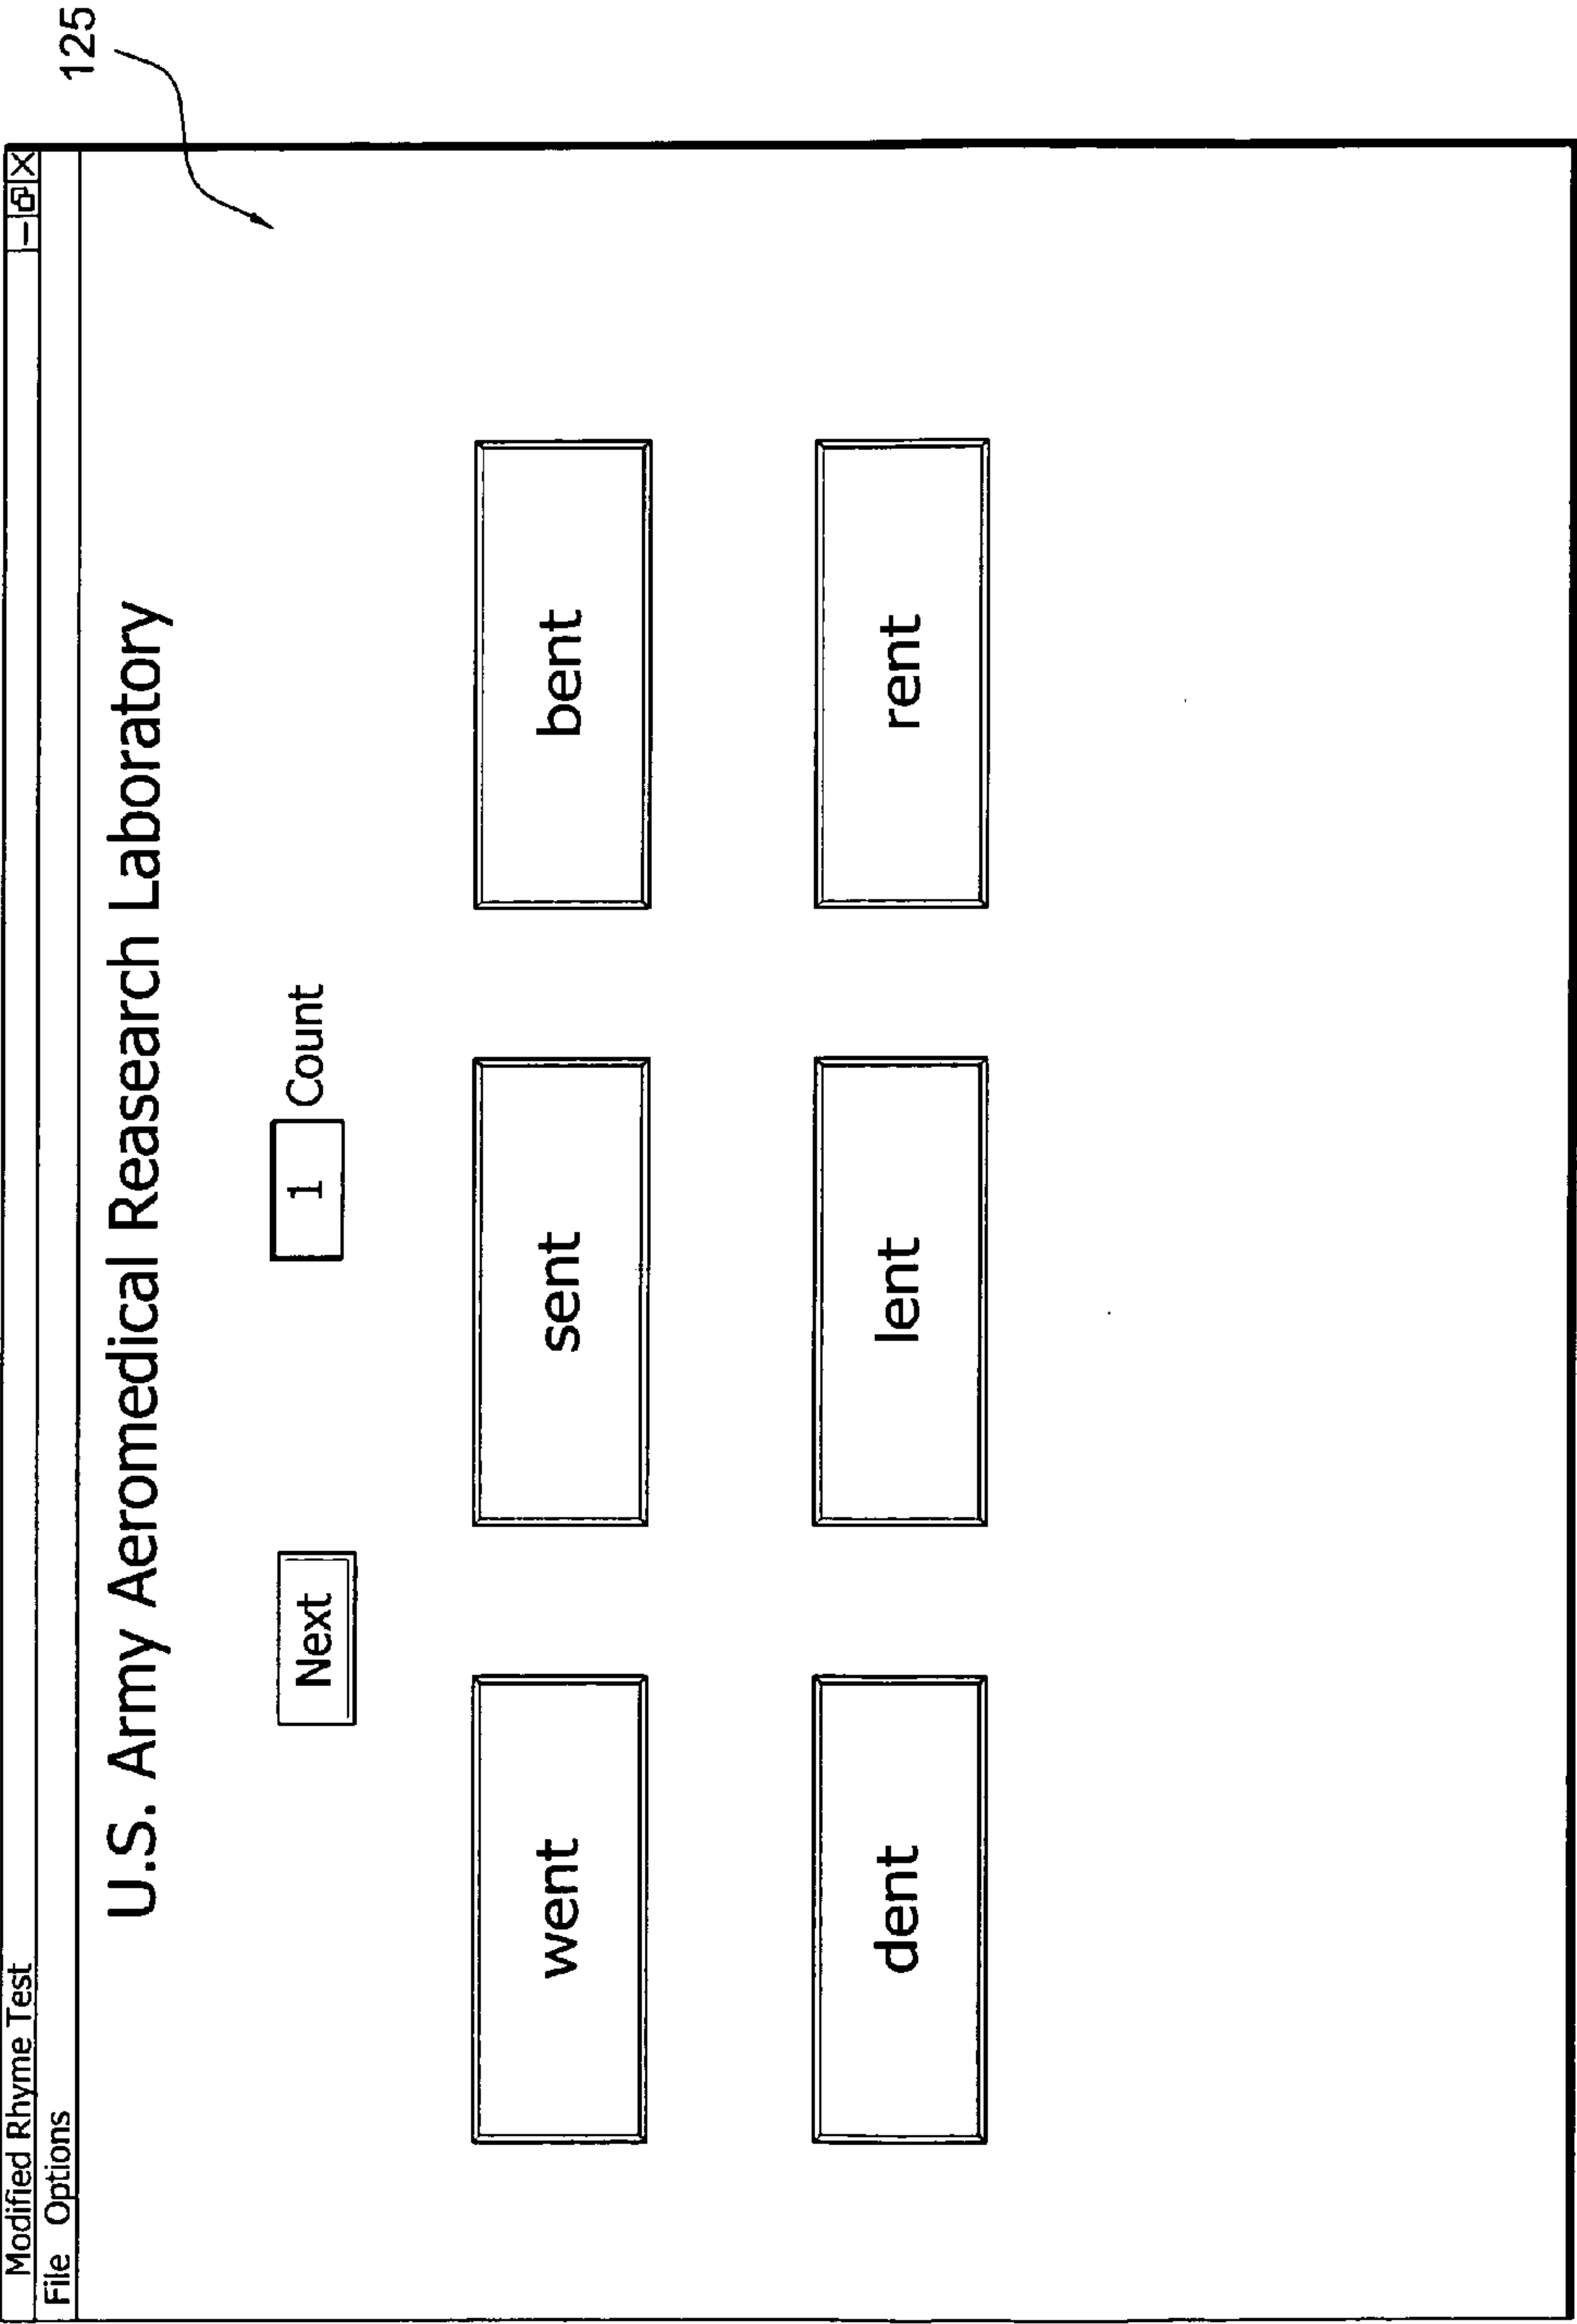 125
Modified Rhyme Test
File Options
U.S. Army Aeromedical Reasearch Laboratory
Next 1 Count
went sent bent
dent lent rent